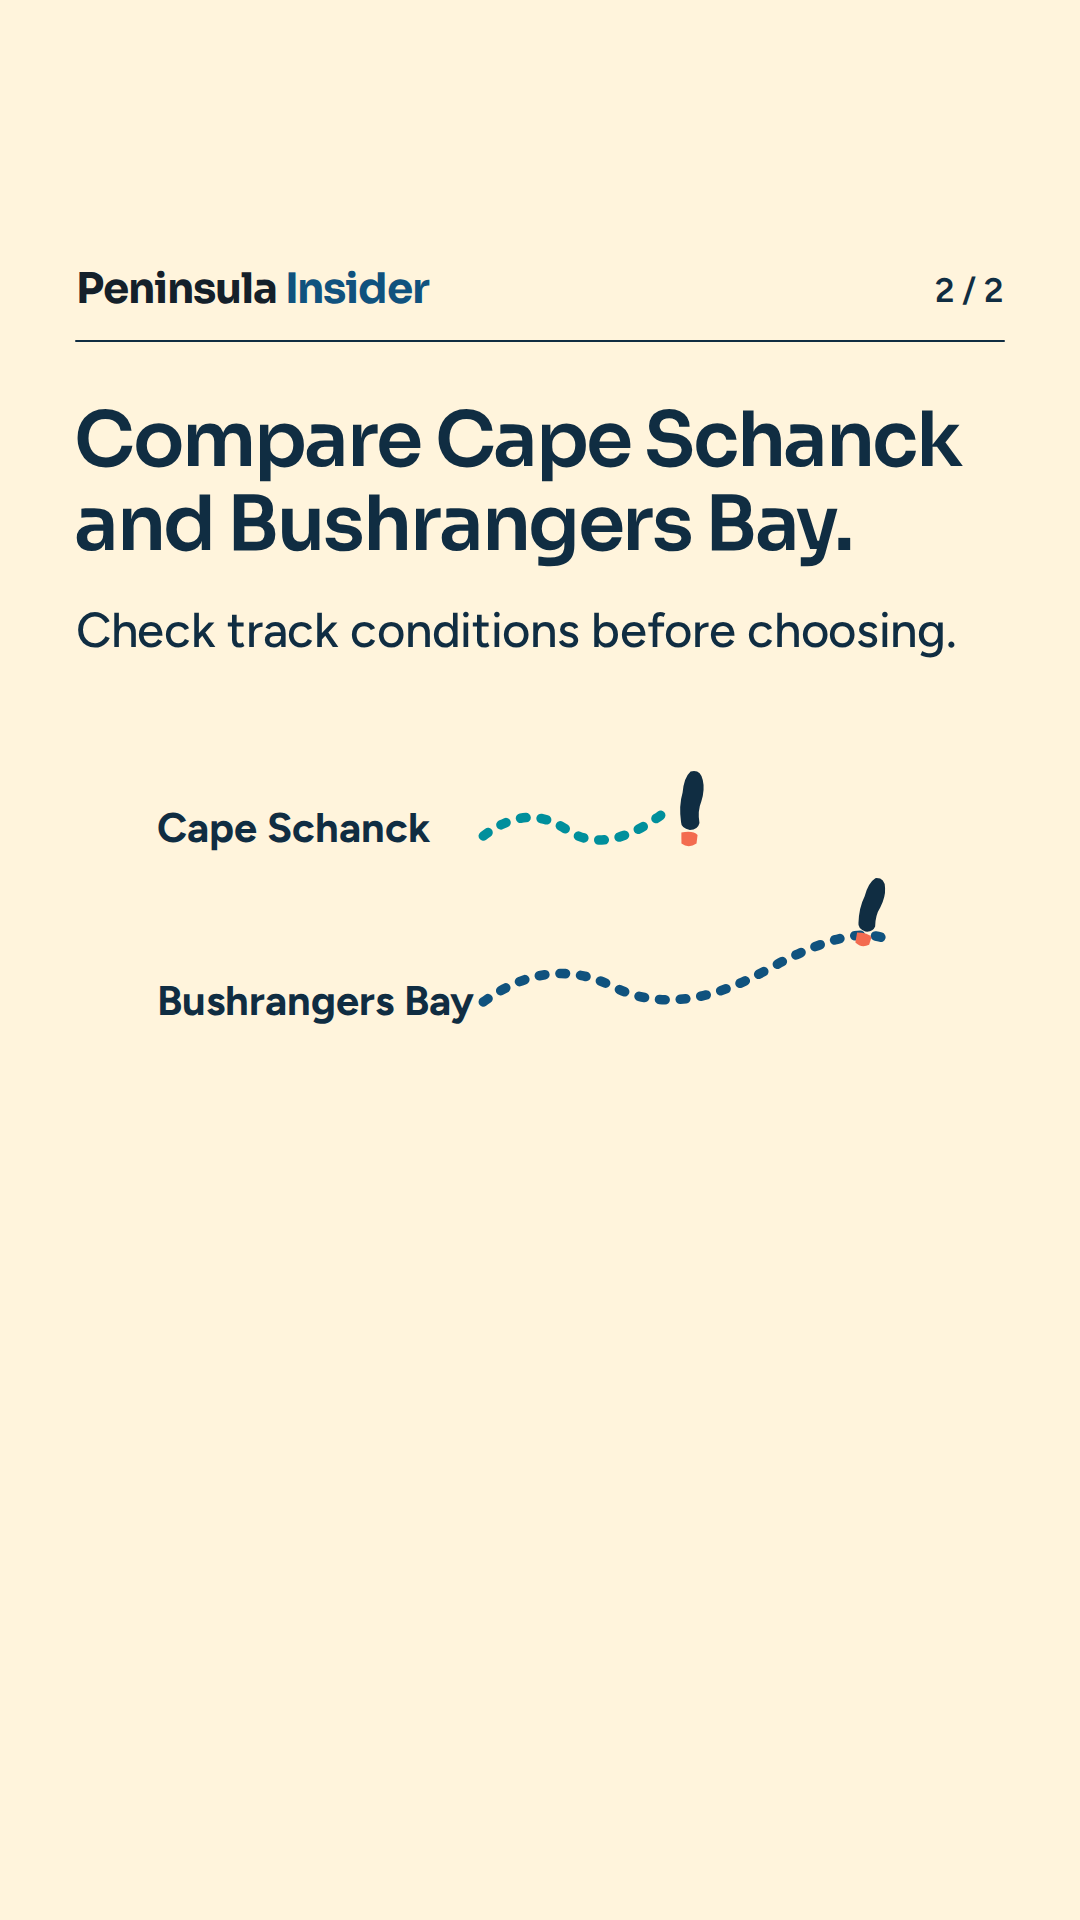 Peninsula Insider
2 / 2
Compare Cape Schanck
and Bushrangers Bay.
Check track conditions before choosing.
Cape Schanck
Bushrangers Bay